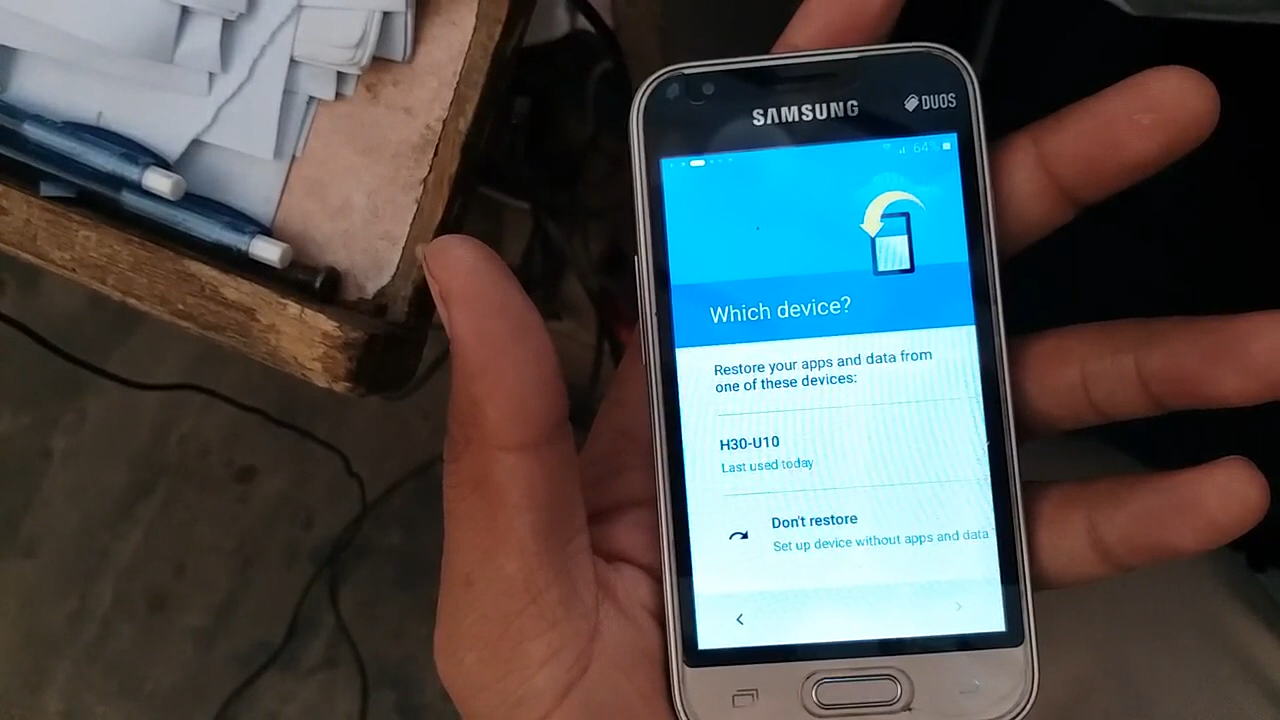 SAMSUNG
DUOS
64%
Which device?
Restore your apps and data from
one of these devices:
H30-U10
Last used today
Don't restore
Set up device without apps and data